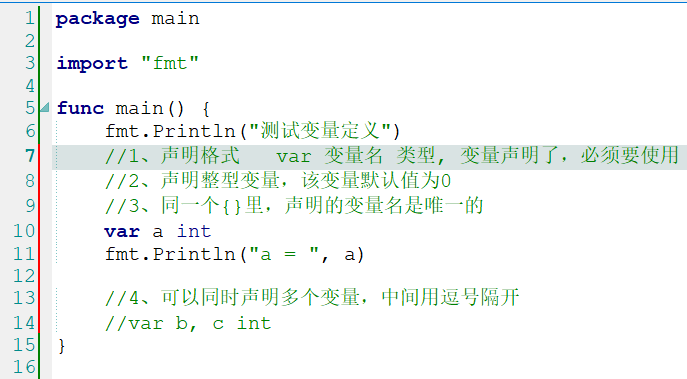 1 package main
2
3 import "fmt"
4
5 func main() {
6 fmt.Println("测试变量定义")
7 //1、声明格式   var 变量名 类型, 变量声明了，必须要使用
8 //2、声明整型变量，该变量默认值为0
9 //3、同一个{}里，声明的变量名是唯一的
10 var a int
11 fmt.Println("a = ", a)
12
13 //4、可以同时声明多个变量，中间用逗号隔开
14 //var b, c int
15 }
16